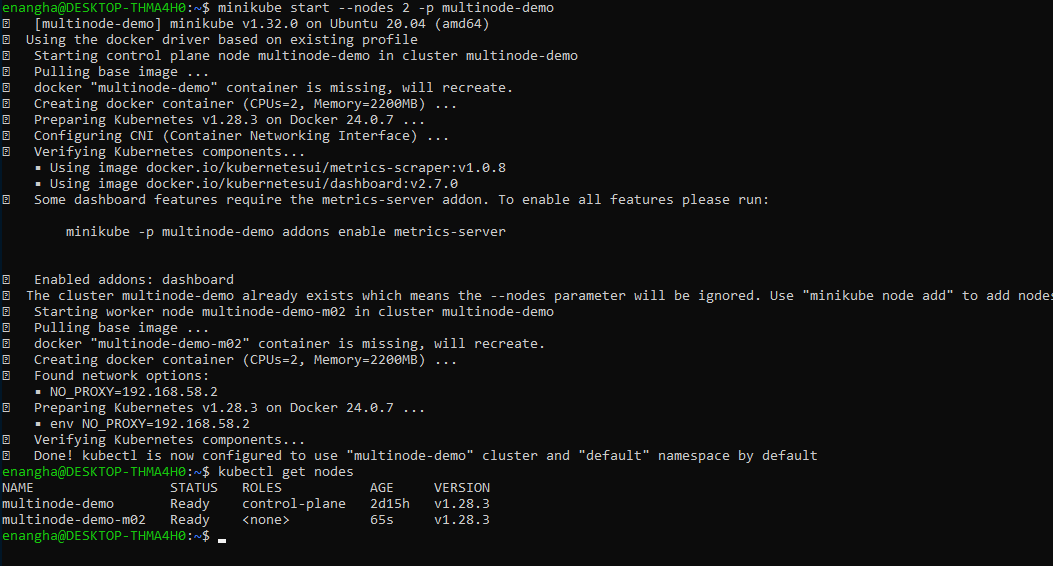 enangha@DESKTOP-THMA4H0:~$ minikube start --nodes 2 -p multinode-demo
[multinode-demo] minikube v1.32.0 on Ubuntu 20.04 (amd64)
Using the docker driver based on existing profile
Starting control plane node multinode-demo in cluster multinode-demo
Pulling base image ...
docker "multinode-demo" container is missing, will recreate.
Creating docker container (CPUs=2, Memory=2200MB) ...
Preparing Kubernetes v1.28.3 on Docker 24.0.7 ...
Configuring CNI (Container Networking Interface) ...
Verifying Kubernetes components...
▪ Using image docker.io/kubernetesui/metrics-scraper:v1.0.8
▪ Using image docker.io/kubernetesui/dashboard:v2.7.0
Some dashboard features require the metrics-server addon. To enable all features please run:
minikube -p multinode-demo addons enable metrics-server
Enabled addons: dashboard
The cluster multinode-demo already exists which means the --nodes parameter will be ignored. Use "minikube node add" to add nodes
Starting worker node multinode-demo-m02 in cluster multinode-demo
Pulling base image ...
docker "multinode-demo-m02" container is missing, will recreate.
Creating docker container (CPUs=2, Memory=2200MB) ...
Found network options:
▪ NO_PROXY=192.168.58.2
Preparing Kubernetes v1.28.3 on Docker 24.0.7 ...
▪ env NO_PROXY=192.168.58.2
Verifying Kubernetes components...
Done! kubectl is now configured to use "multinode-demo" cluster and "default" namespace by default
enangha@DESKTOP-THMA4H0:~$ kubectl get nodes
NAME STATUS ROLES AGE VERSION
multinode-demo Ready control-plane 2d15h v1.28.3
multinode-demo-m02 Ready <none> 65s v1.28.3
enangha@DESKTOP-THMA4H0:~$